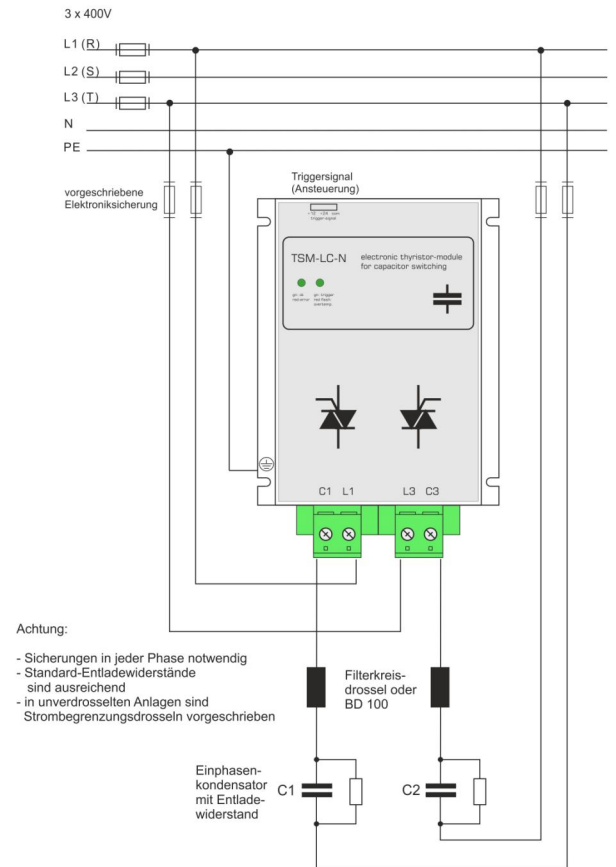 3 x 400V
L1 (R)
L2 (S)
L3 (T)
N
PE
vorgeschriebene
Elektroniksicherung
Triggersignal
(Ansteuerung)
trigger-signal
TSM-LC-N
electronic thyristor-module
for capacitor switching
C1 L1
L3 C3
Achtung:
- Sicherungen in jeder Phase notwendig
- Standard-Entladewiderstände
sind ausreichend
- in unverdrosselten Anlagen sind
Strombegrenzungsdrosseln vorgeschrieben
Filterkreis-
drossel oder
BD 100
Einphasen-
kondensator
mit Entlade-
widerstand
C1
C2